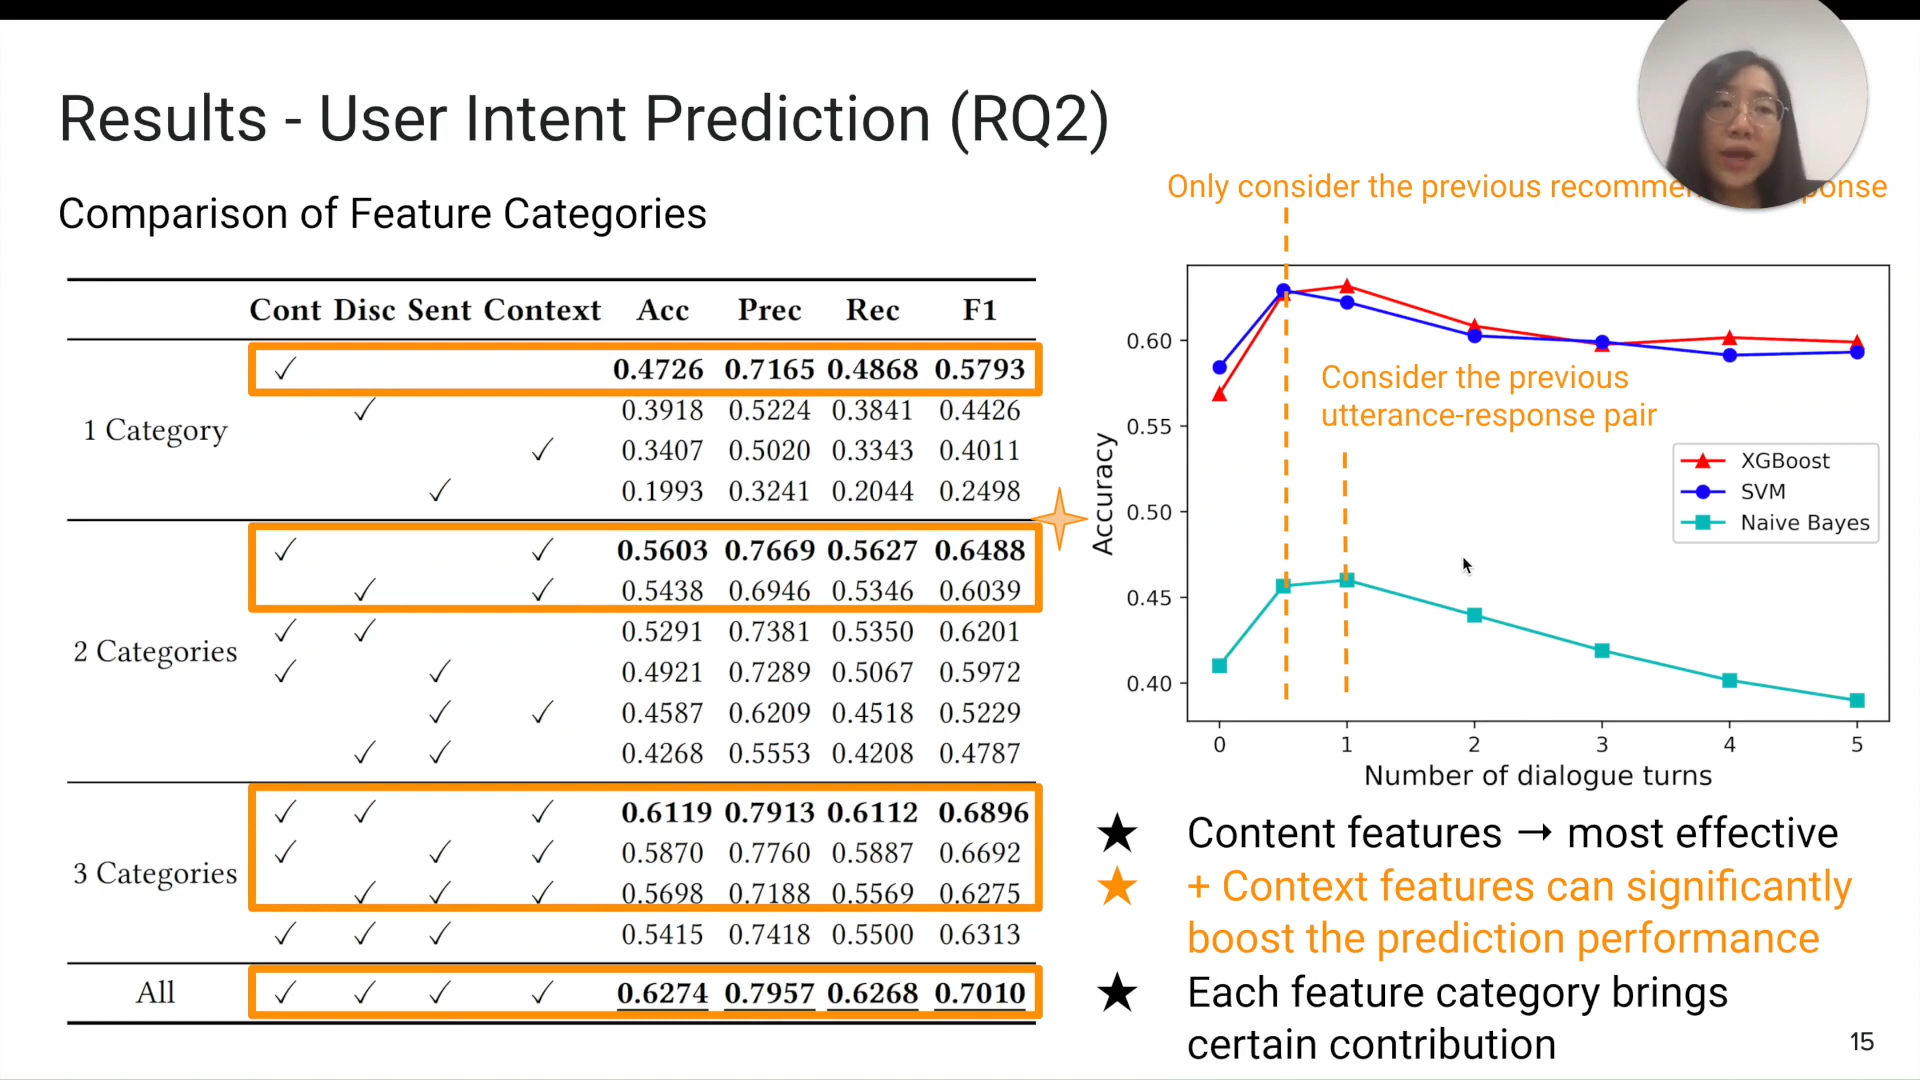 Results - User Intent Prediction (RQ2)
Comparison of Feature Categories
Cont Disc Sent Context Acc Prec Rec F1
1 Category
✓ 0.4726 0.7165 0.4868 0.5793
✓ 0.3918 0.5224 0.3841 0.4426
✓ 0.3407 0.5020 0.3343 0.4011
✓ 0.1993 0.3241 0.2044 0.2498
2 Categories
✓ ✓ 0.5603 0.7669 0.5627 0.6488
✓ ✓ 0.5438 0.6946 0.5346 0.6039
✓ ✓ 0.5291 0.7381 0.5350 0.6201
✓ ✓ 0.4921 0.7289 0.5067 0.5972
✓ ✓ 0.4587 0.6209 0.4518 0.5229
✓ ✓ 0.4268 0.5553 0.4208 0.4787
3 Categories
✓ ✓ ✓ 0.6119 0.7913 0.6112 0.6896
✓ ✓ ✓ 0.5870 0.7760 0.5887 0.6692
✓ ✓ ✓ 0.5698 0.7188 0.5569 0.6275
✓ ✓ ✓ 0.5415 0.7418 0.5500 0.6313
All ✓ ✓ ✓ ✓ 0.6274 0.7957 0.6268 0.7010
Only consider the previous
Consider the previous
utterance-response pair
Accuracy
0.60
0.55
0.50
0.45
0.40
XGBoost
SVM
Naive Bayes
0 1 2 3 4 5
Number of dialogue turns
★ Content features → most effective
★ + Context features can significantly
boost the prediction performance
★ Each feature category brings
certain contribution
15